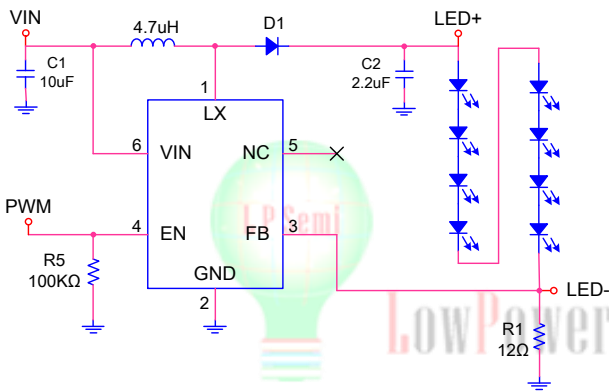 VIN
4.7uH
D1
LED+
C1
10uF
C2
2.2uF
1
LX
6
VIN
NC
5
PWM
4
EN
FB
3
L P Semi
R5
100KΩ
GND
2
LED-
R1
12Ω
LowPower